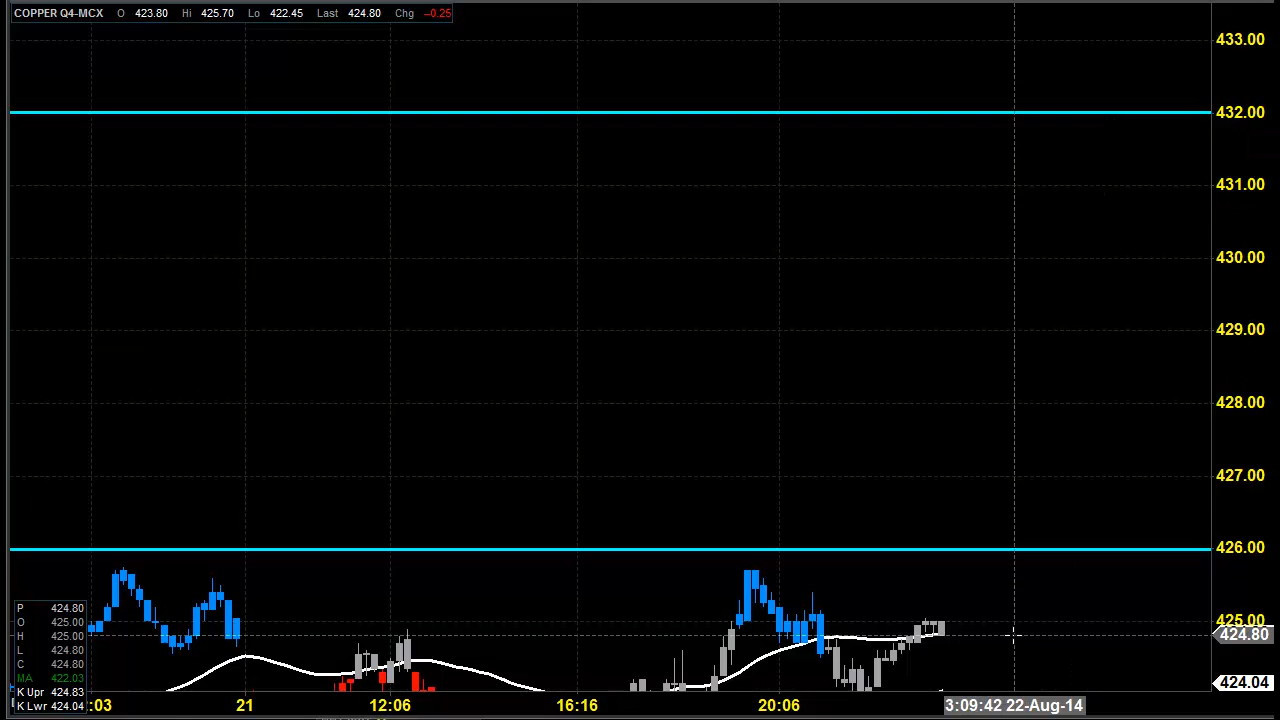 COPPER Q4-MCX O 423.80 Hi 425.70 Lo 422.45 Last 424.80 Chg –0.25
433.00
432.00
431.00
430.00
429.00
428.00
427.00
426.00
425.00
424.80
424.04
P 424.80
O 425.00
H 425.00
L 424.80
C 424.80
MA 422.03
K Upr 424.83
K Lwr 424.04
:03 21 12:06 16:16 20:06 3:09:42 22-Aug-14